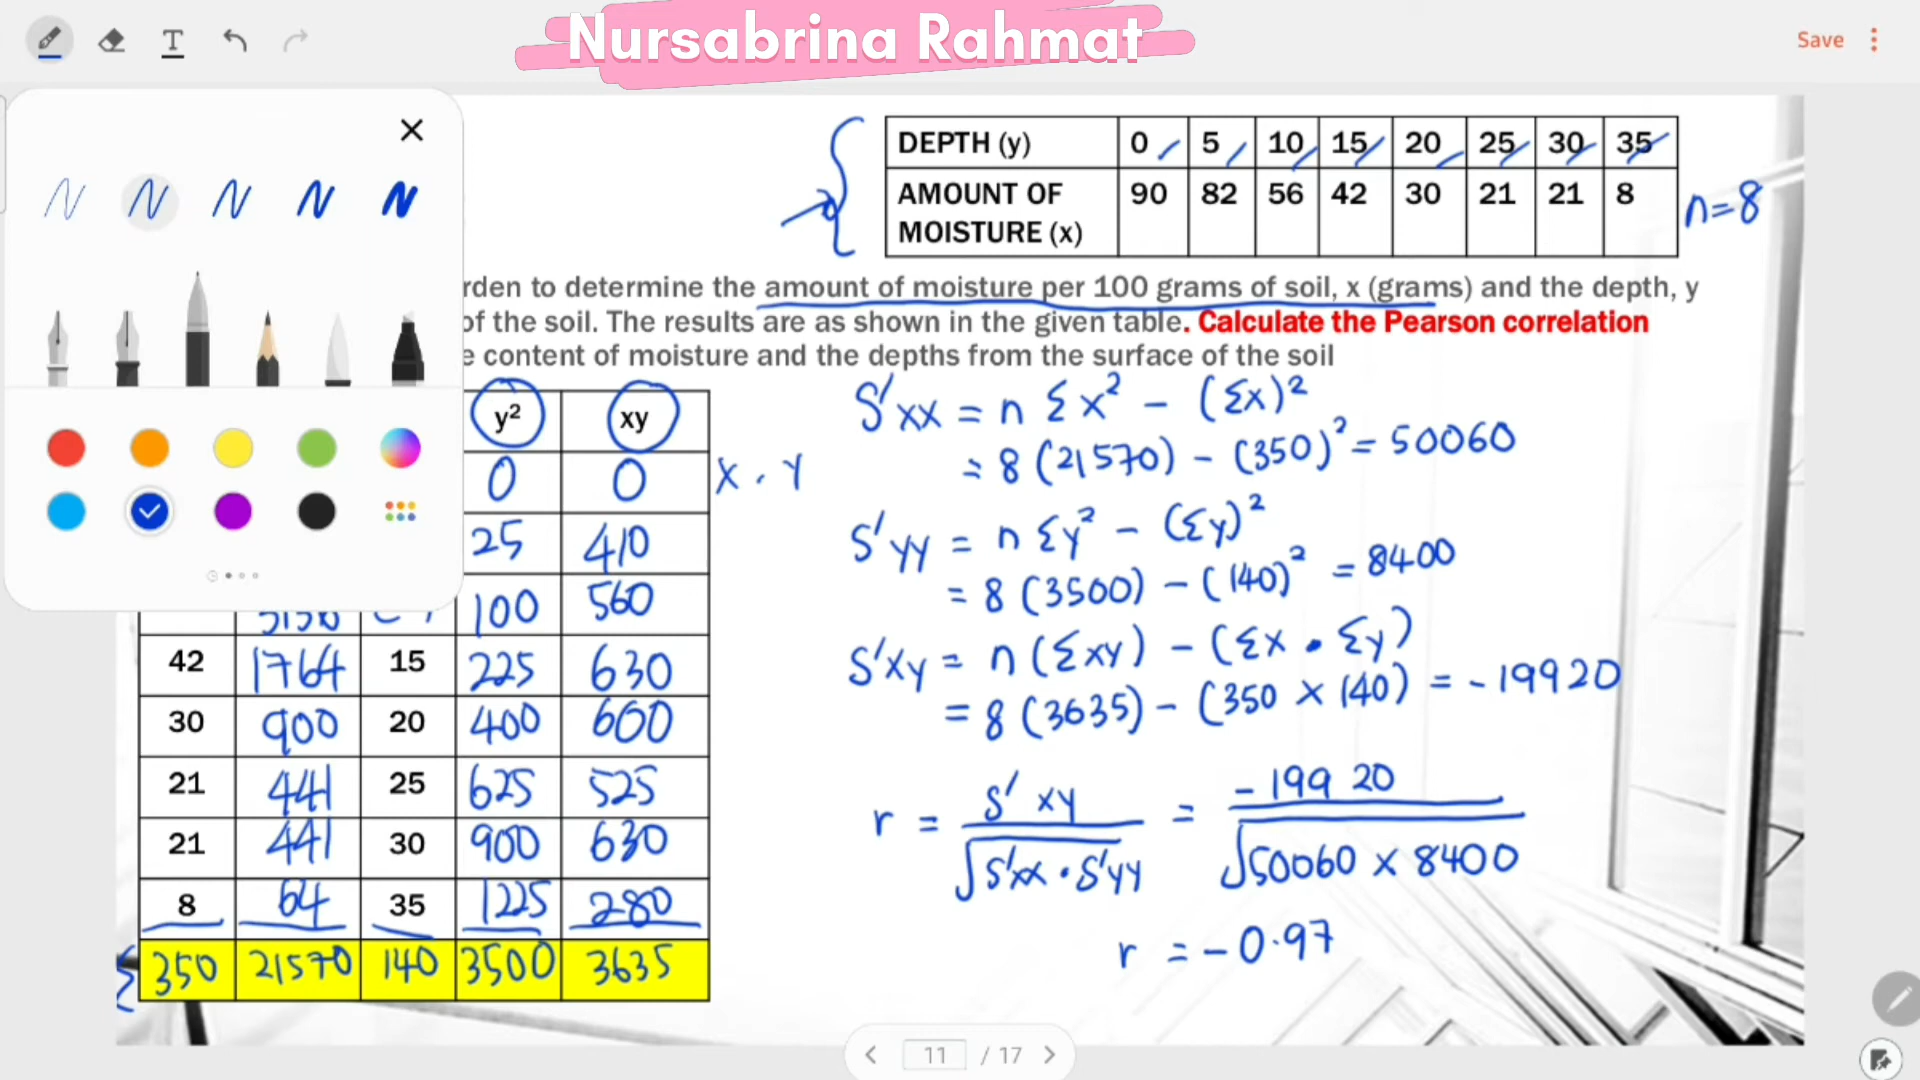 Nursabrina Rahmat
T
Save
DEPTH (y) 0 5 10 15 20 25 30 35
AMOUNT OF MOISTURE (x) 90 82 56 42 30 21 21 8
n=8
rden to determine the amount of moisture per 100 grams of soil, x (grams) and the depth, y
of the soil. The results are as shown in the given table. Calculate the Pearson correlation
e content of moisture and the depths from the surface of the soil
y² xy
0 0 x . y
25 410
100 560
42 1764 15 225 630
30 900 20 400 600
21 441 25 625 525
21 441 30 900 630
8 64 35 1225 280
Σ 350 21570 140 3500 3635
S'xx = n Σx² - (Σx)²
= 8 (21570) - (350)² = 50060
S'yy = n Σy² - (Σy)²
= 8 (3500) - (140)² = 8400
S'xy = n (Σxy) - (Σx • Σy)
= 8 (3635) - (350 × 140) = -19920
r = S'xy / √S'xx • S'yy = -19920 / √50060 × 8400
r = -0.97
11 / 17